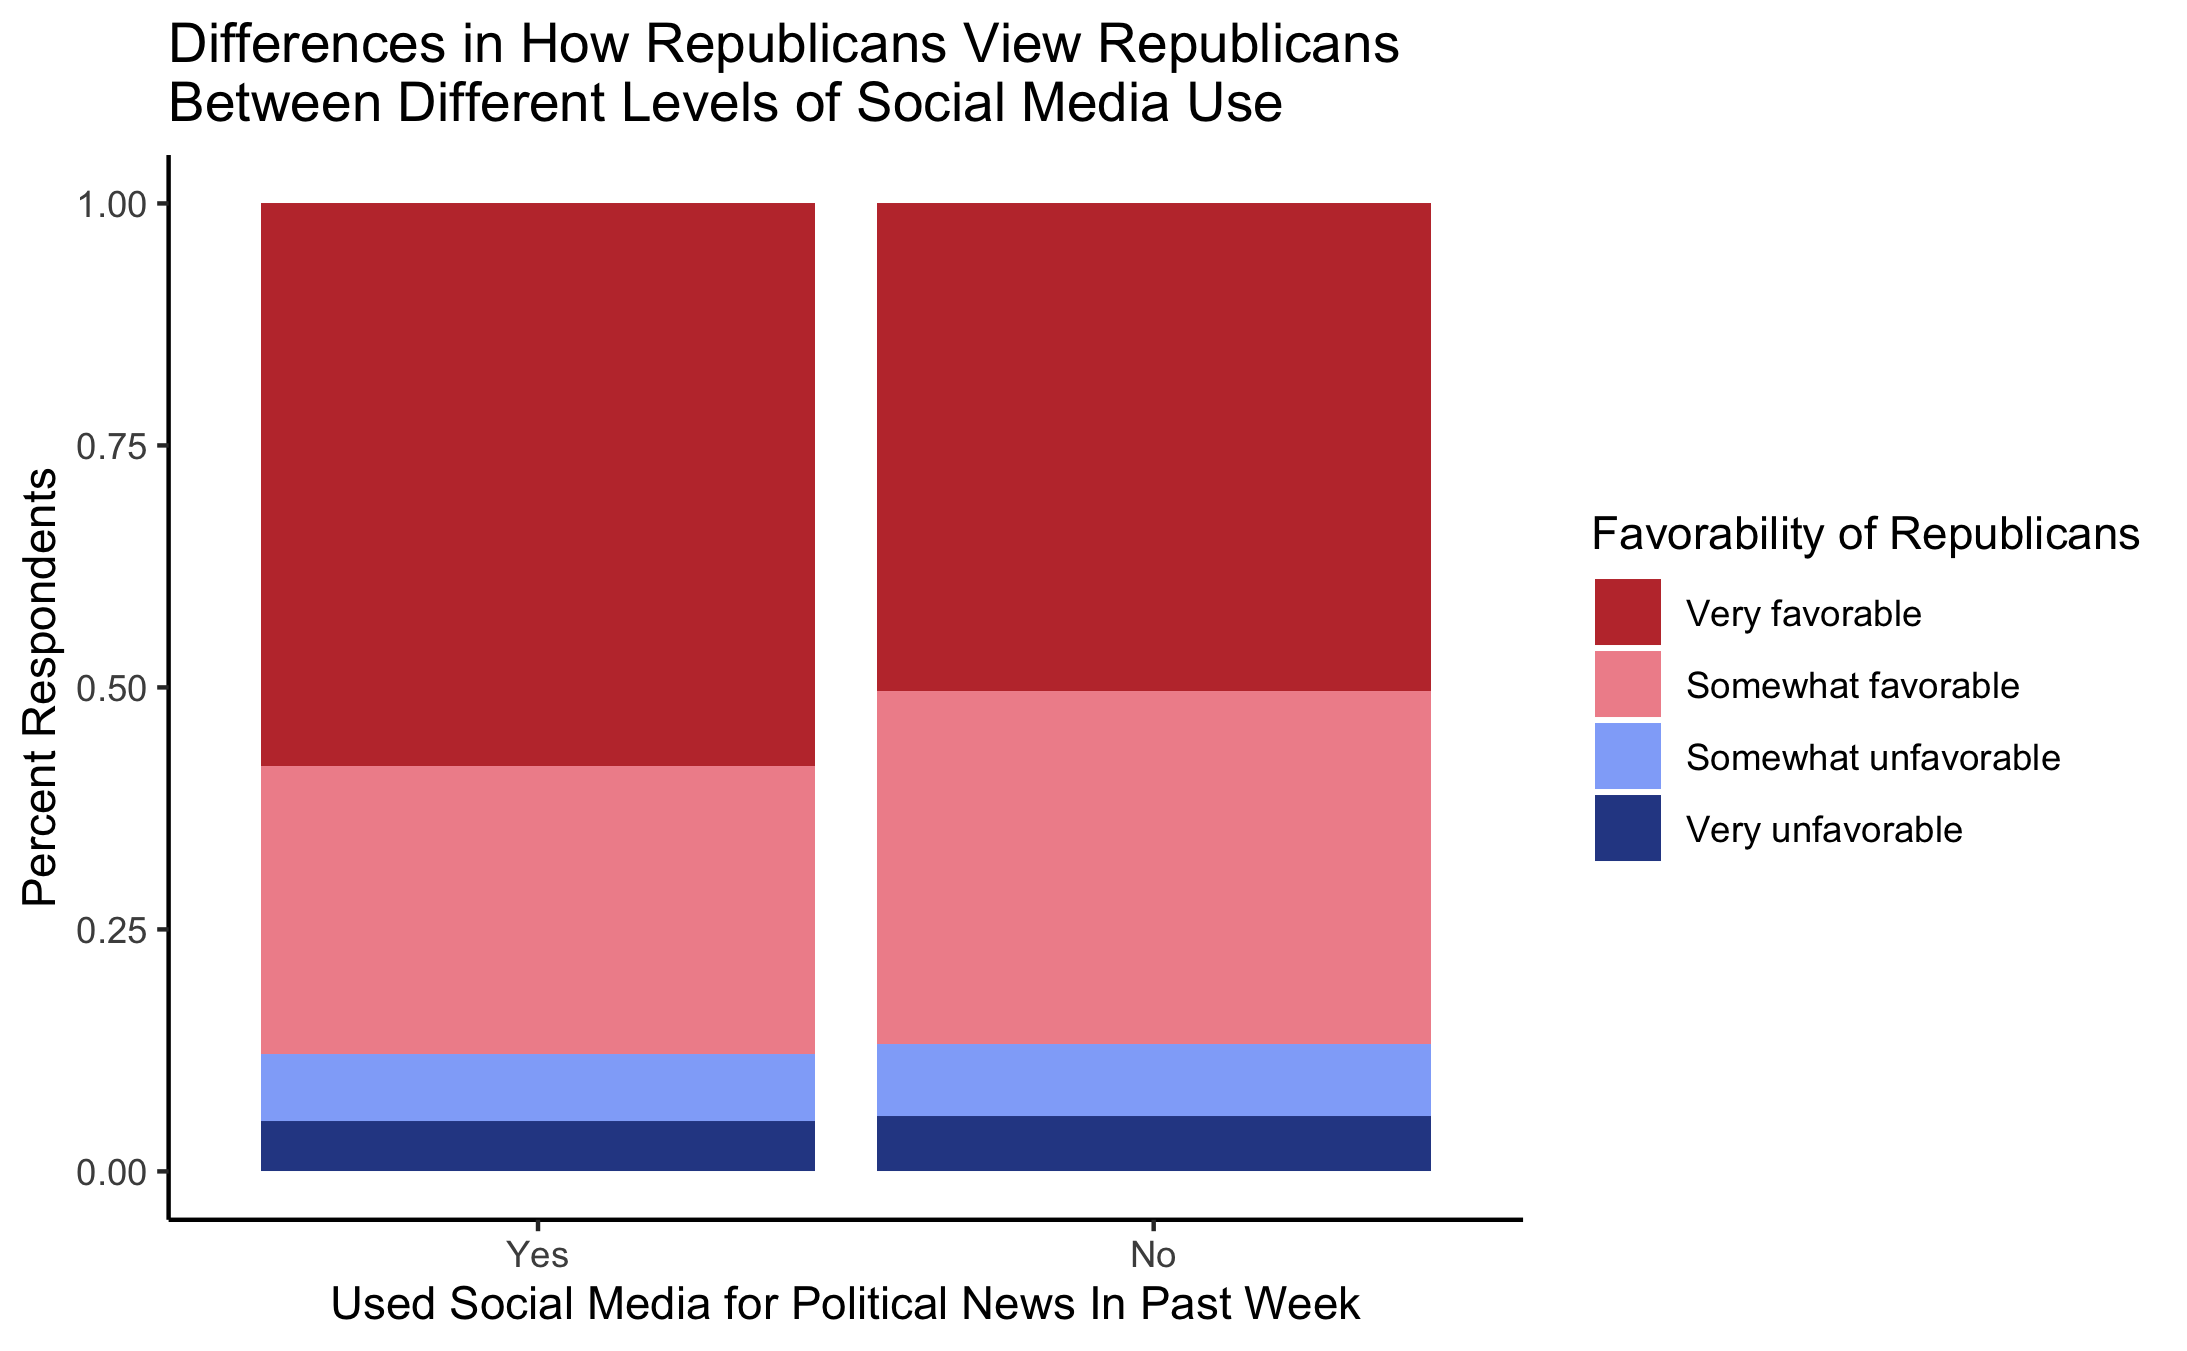 Differences in How Republicans View Republicans
Between Different Levels of Social Media Use
Percent Respondents
1.00
0.75
0.50
0.25
0.00
Yes
No
Used Social Media for Political News In Past Week
Favorability of Republicans
Very favorable
Somewhat favorable
Somewhat unfavorable
Very unfavorable